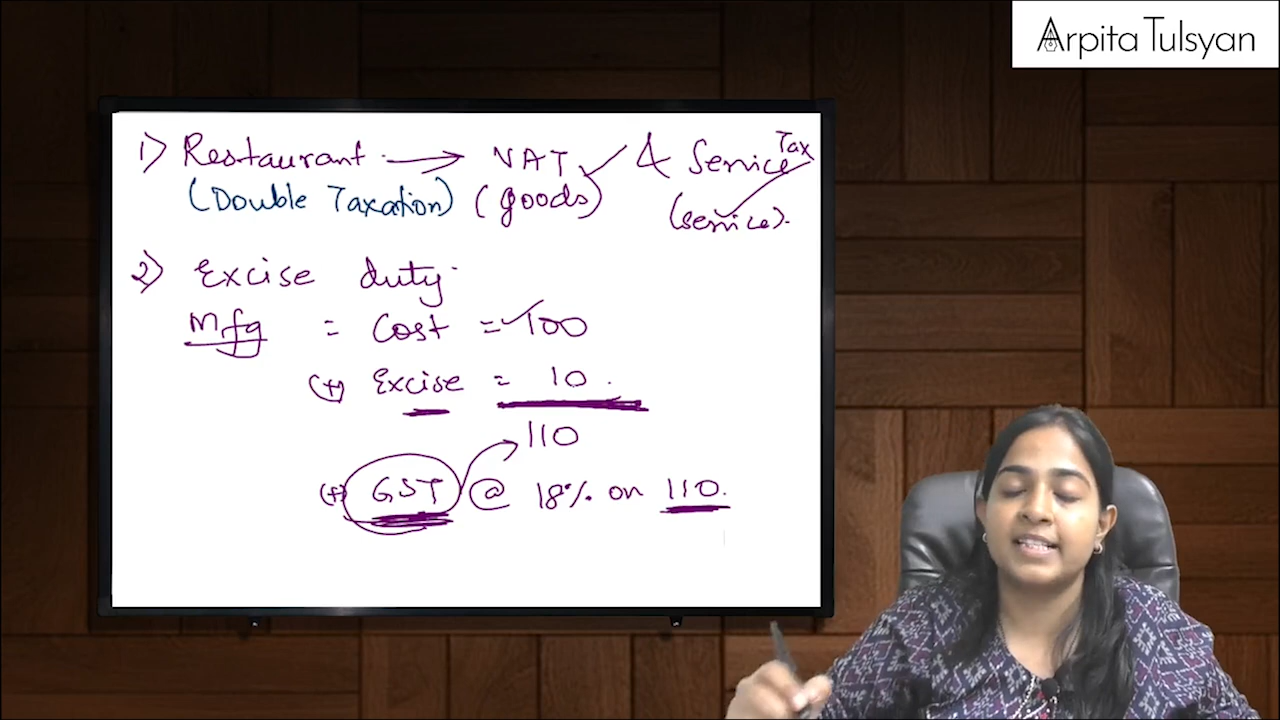 Arpita Tulsyan
1) Restaurant → VAT & Service Tax
(Double Taxation) (goods) (service).
2) Excise duty.
Mfg = Cost = 100
(+) Excise = 10.
110
(+) GST @ 18% on 110.